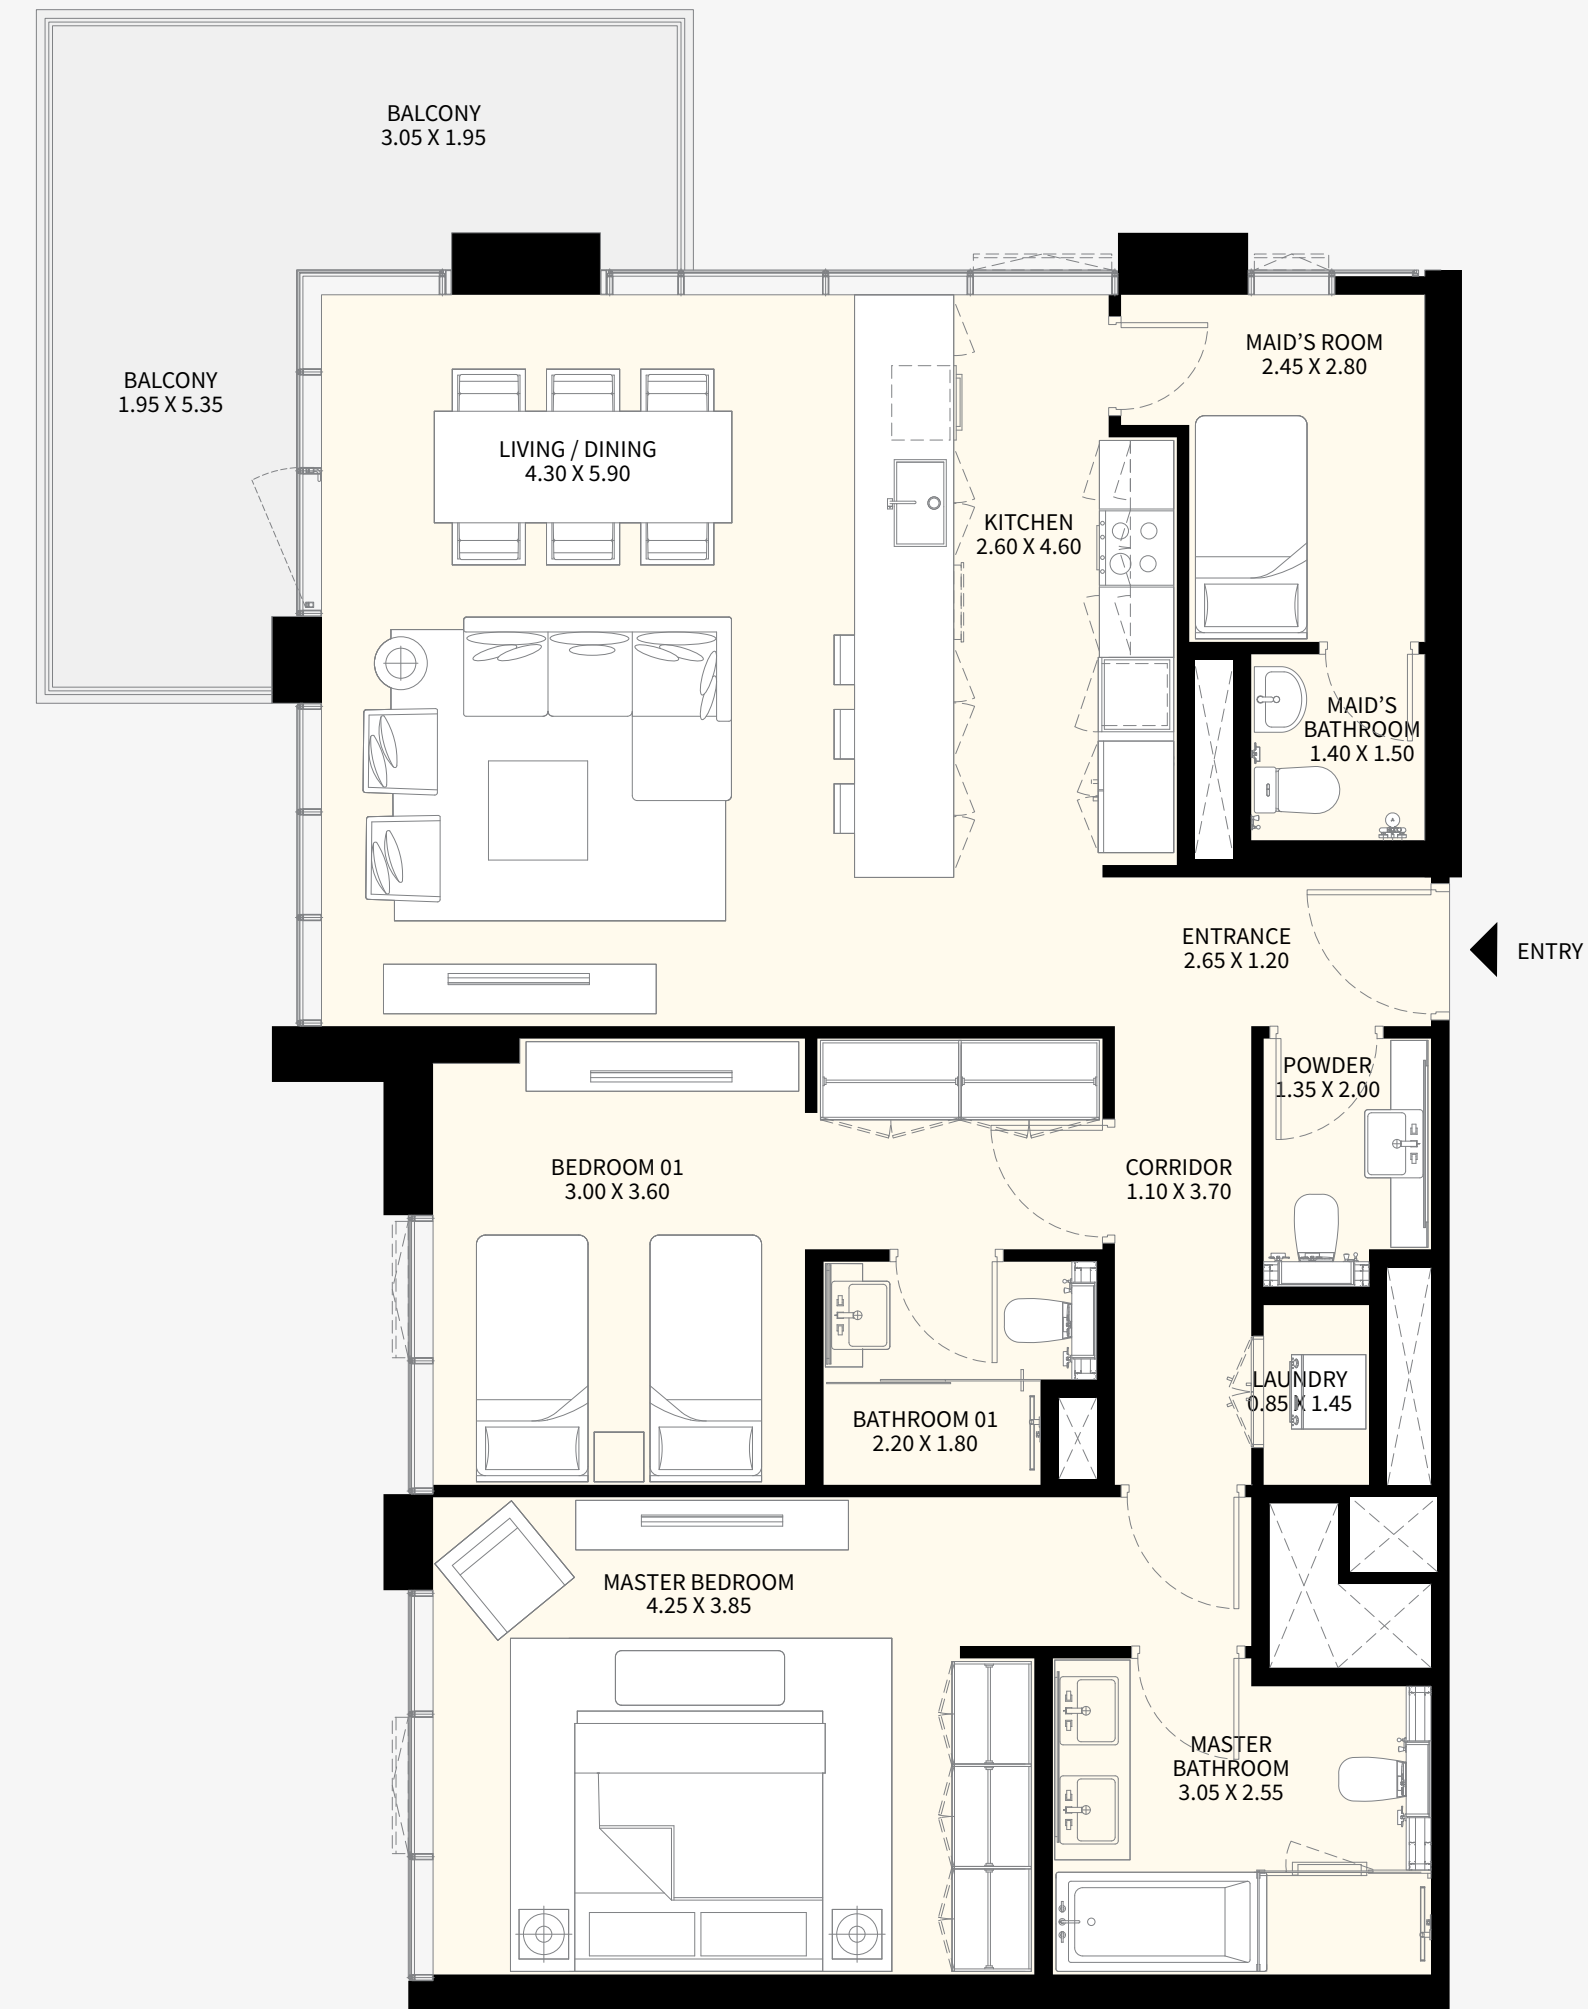 BALCONY
3.05 X 1.95
BALCONY
1.95 X 5.35
MAID’S ROOM
2.45 X 2.80
LIVING / DINING
4.30 X 5.90
KITCHEN
2.60 X 4.60
MAID’S
BATHROOM
1.40 X 1.50
ENTRANCE
2.65 X 1.20
ENTRY
POWDER
1.35 X 2.00
BEDROOM 01
3.00 X 3.60
CORRIDOR
1.10 X 3.70
LAUNDRY
0.85 X 1.45
BATHROOM 01
2.20 X 1.80
MASTER BEDROOM
4.25 X 3.85
MASTER
BATHROOM
3.05 X 2.55